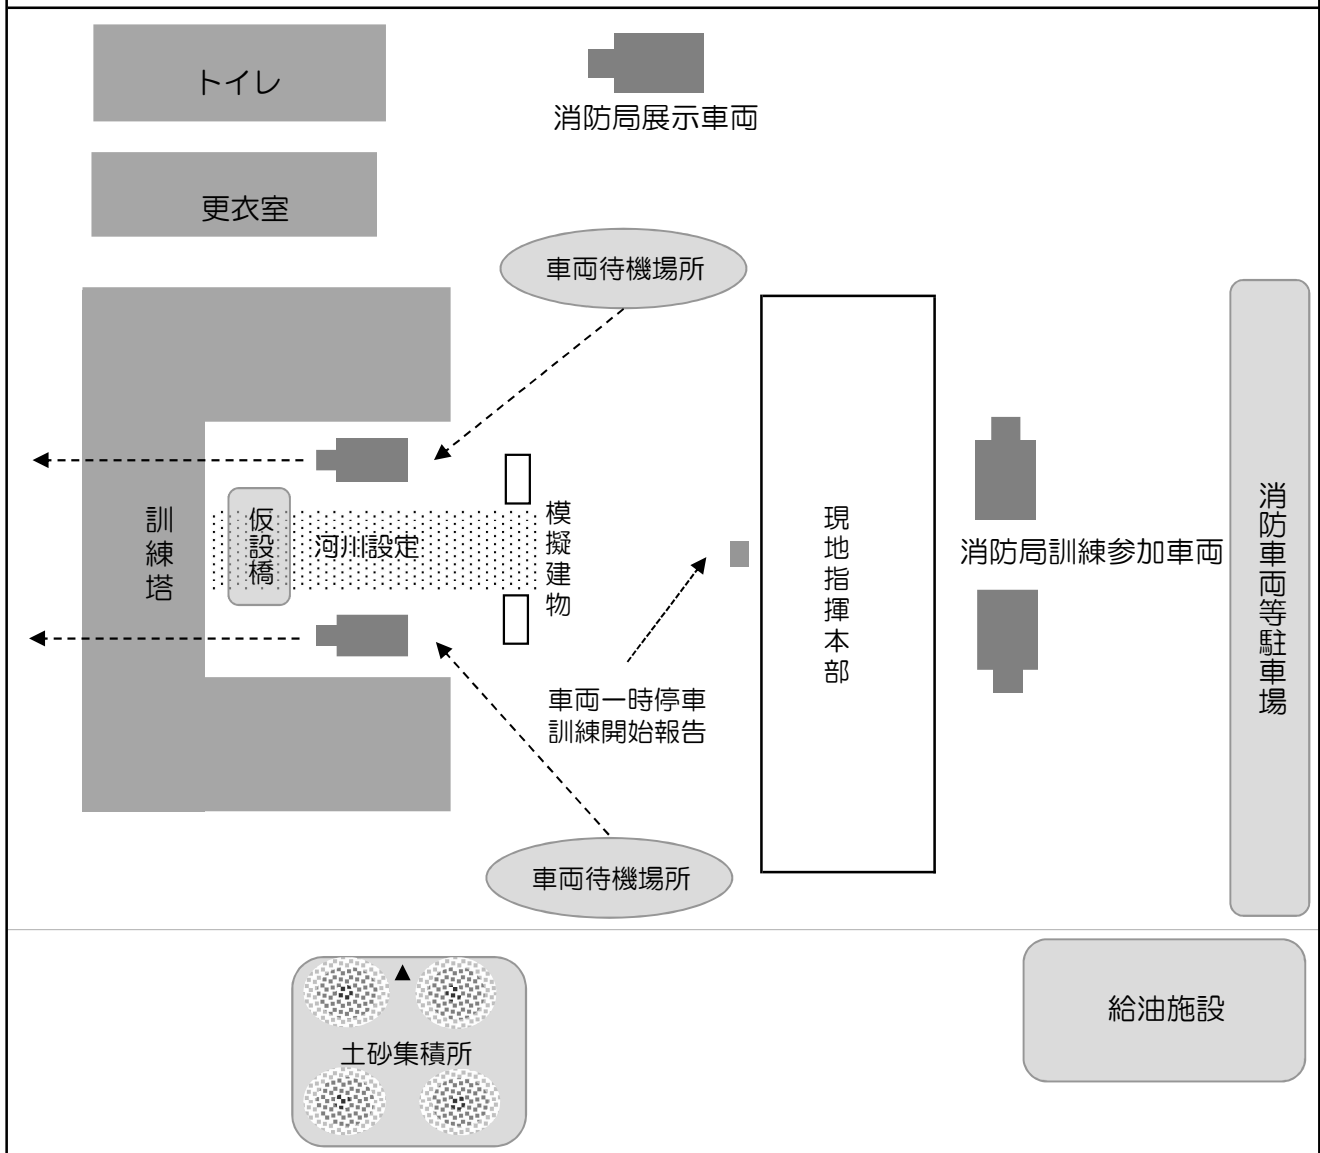 トイレ
消防局展示車両
更衣室
車両待機場所
訓練塔
仮設橋
河川設定
模擬建物
現地指揮本部
消防局訓練参加車両
消防車両等駐車場
車両一時停車
訓練開始報告
車両待機場所
土砂集積所
給油施設